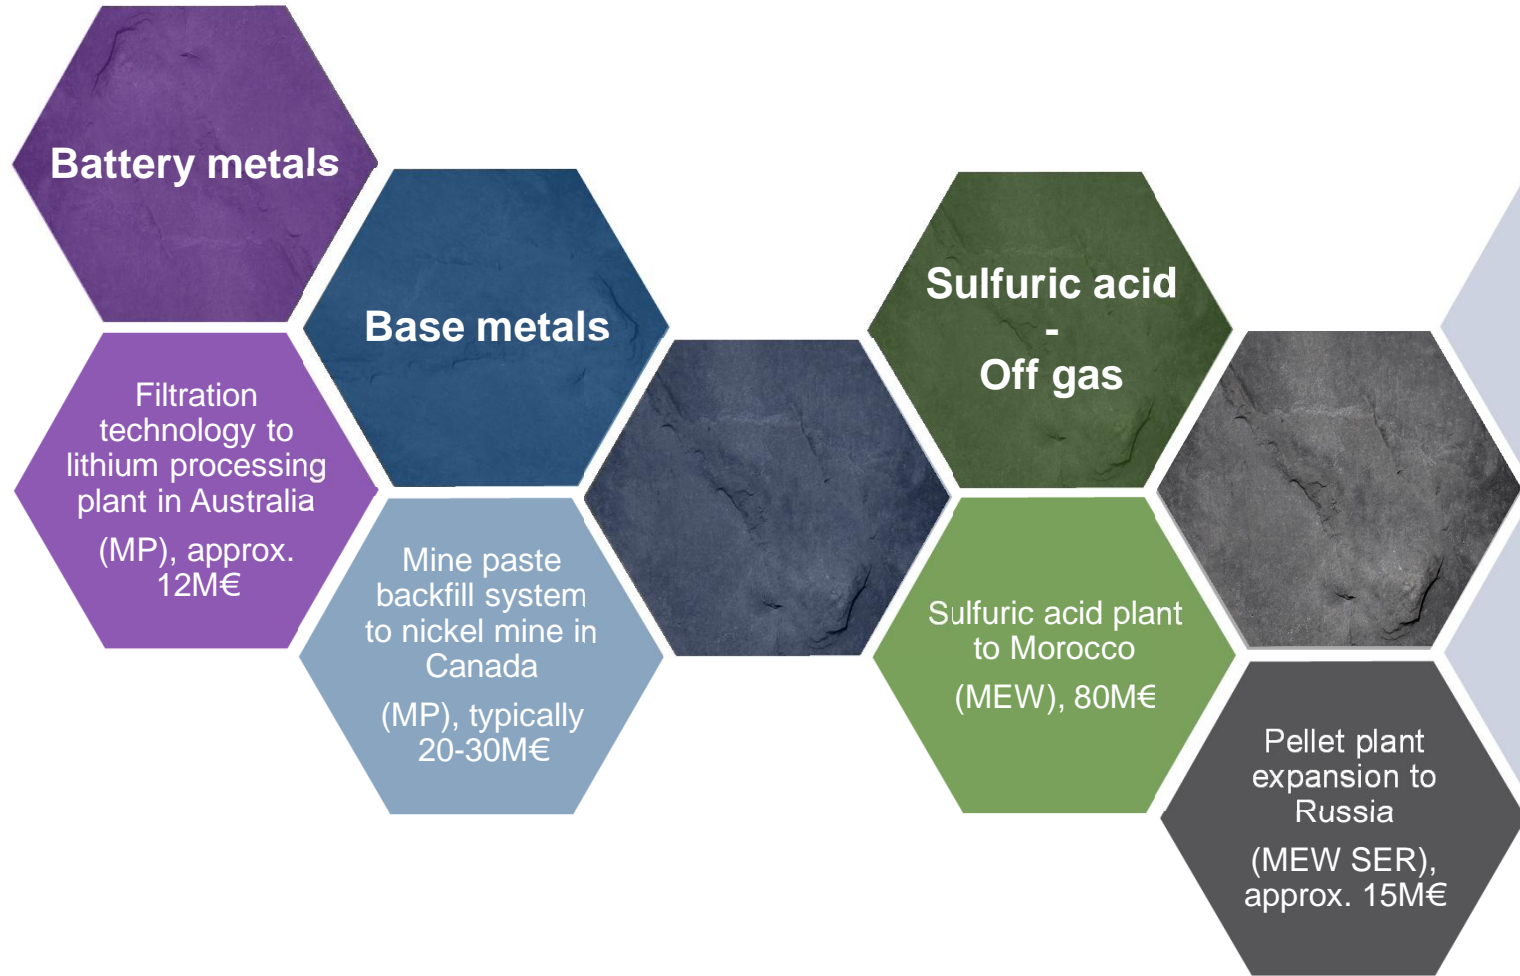 Battery metals
Filtration
technology to
lithium processing
plant in Australia
(MP), approx.
12M€
Base metals
Mine paste
backfill system
to nickel mine in
Canada
(MP), typically
20-30M€
Sulfuric acid
-
Off gas
Sulfuric acid plant
to Morocco
(MEW), 80M€
Pellet plant
expansion to
Russia
(MEW SER),
approx. 15M€